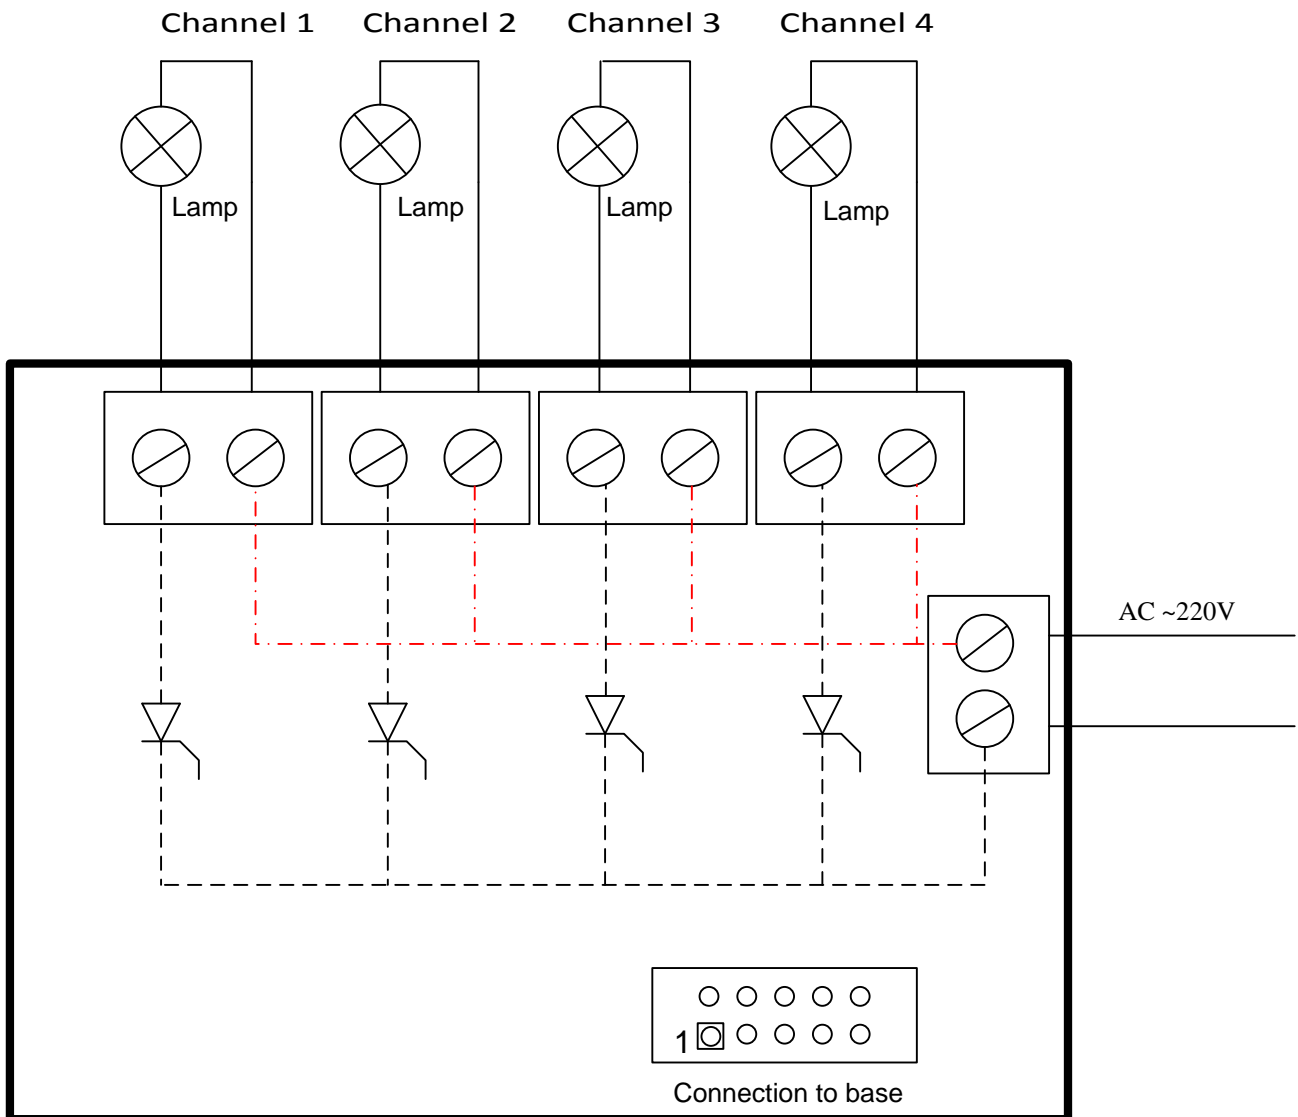 Channel 1 Channel 2 Channel 3 Channel 4
Lamp Lamp Lamp Lamp
AC ~220V
1
Connection to base